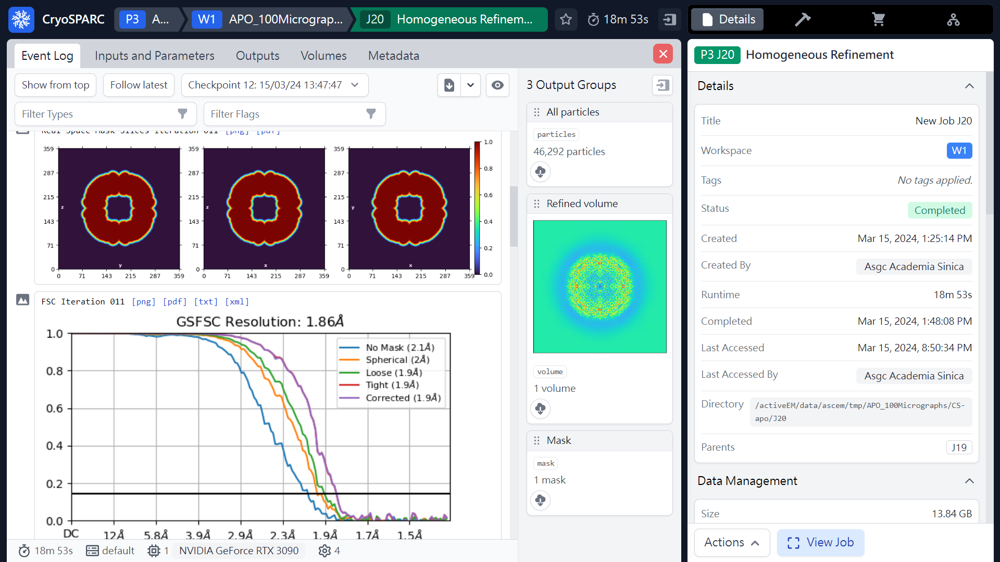 CryoSPARC
P3 A...
W1 APO_100Micrograp...
J20 Homogeneous Refinem...
18m 53s
Details
Event Log
Inputs and Parameters
Outputs
Volumes
Metadata
Show from top
Follow latest
Checkpoint 12: 15/03/24 13:47:47
Filter Types
Filter Flags
Real Space Mask Slices Iteration 011 [png] [pdf]
359
287
215
143
71
0
z
y
0 71 143 215 287 359
359
287
215
143
71
0
z
x
0 71 143 215 287 359
359
287
215
143
71
0
y
x
0 71 143 215 287 359
1.0
0.8
0.6
0.4
0.2
0.0
FSC Iteration 011 [png] [pdf] [txt] [xml]
GSFSC Resolution: 1.86Å
1.0
0.8
0.6
0.4
0.2
0.0
No Mask (2.1Å)
Spherical (2Å)
Loose (1.9Å)
Tight (1.9Å)
Corrected (1.9Å)
DC 12Å 5.8Å 3.9Å 2.9Å 2.3Å 1.9Å 1.7Å 1.5Å
18m 53s default 1 NVIDIA GeForce RTX 3090 4
3 Output Groups
All particles
particles
46,292 particles
Refined volume
volume
1 volume
Mask
mask
1 mask
P3 J20 Homogeneous Refinement
Details
Title New Job J20
Workspace W1
Tags No tags applied.
Status Completed
Created Mar 15, 2024, 1:25:14 PM
Created By Asgc Academia Sinica
Runtime 18m 53s
Completed Mar 15, 2024, 1:48:08 PM
Last Accessed Mar 15, 2024, 8:50:34 PM
Last Accessed By Asgc Academia Sinica
Directory /activeEM/data/ascem/tmp/APO_100Micrographs/CS-
apo/J20
Parents J19
Data Management
Size 13.84 GB
Actions
View Job